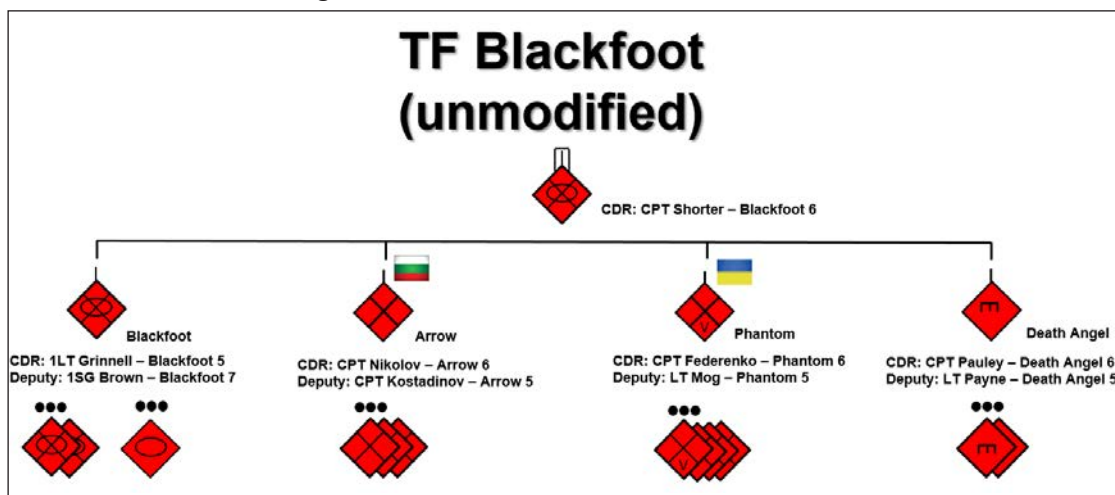 TF Blackfoot
(unmodified)
CDR: CPT Shorter – Blackfoot 6
Blackfoot
CDR: 1LT Grinnell – Blackfoot 5
Deputy: 1SG Brown – Blackfoot 7
Arrow
CDR: CPT Nikolov – Arrow 6
Deputy: CPT Kostadinov – Arrow 5
V
Phantom
CDR: CPT Federenko – Phantom 6
Deputy: LT Mog – Phantom 5
V
Death Angel
CDR: CPT Pauley – Death Angel 6
Deputy: LT Payne – Death Angel 5